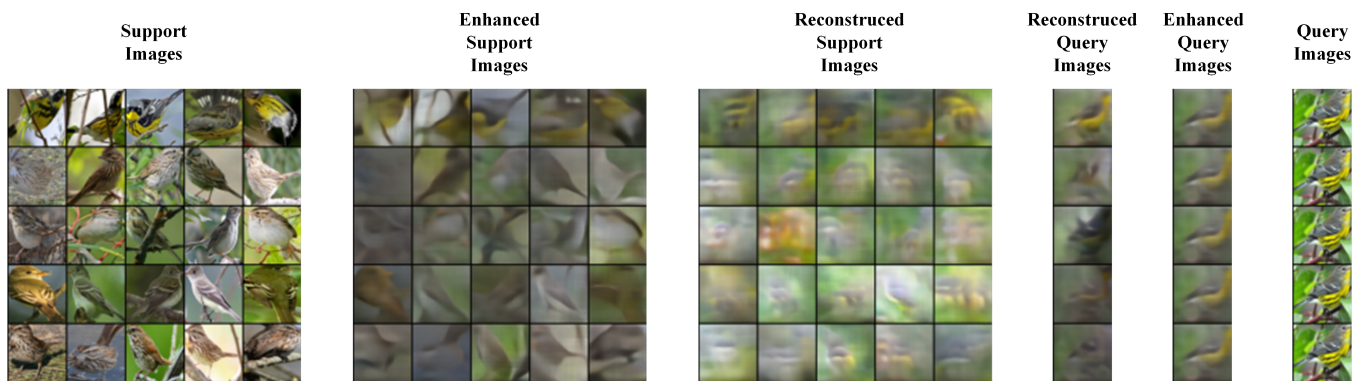 Support
Images
Enhanced
Support
Images
Reconstruced
Support
Images
Reconstruced
Query
Images
Enhanced
Query
Images
Query
Images